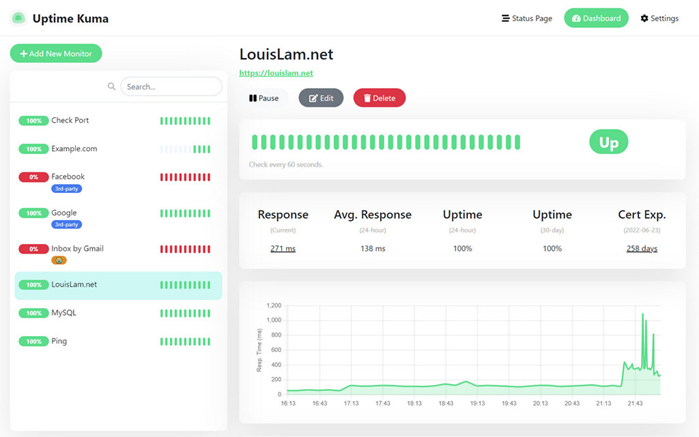 Uptime Kuma
Status Page
Dashboard
Settings
+ Add New Monitor
Search...
100% Check Port
100% Example.com
0% Facebook
3rd-party
100% Google
3rd-party
0% Inbox by Gmail
100% LouisLam.net
100% MySQL
100% Ping
LouisLam.net
https://louislam.net
Pause
Edit
Delete
Up
Check every 60 seconds.
Response Avg. Response Uptime Uptime Cert Exp.
(Current) (24-hour) (24-hour) (30-day) (2022-06-23)
271 ms 138 ms 100% 100% 258 days
Resp. Time (ms)
1,200
1,000
800
600
400
200
0
16:13 16:43 17:13 17:43 18:13 18:43 19:13 19:43 20:13 20:43 21:13 21:43